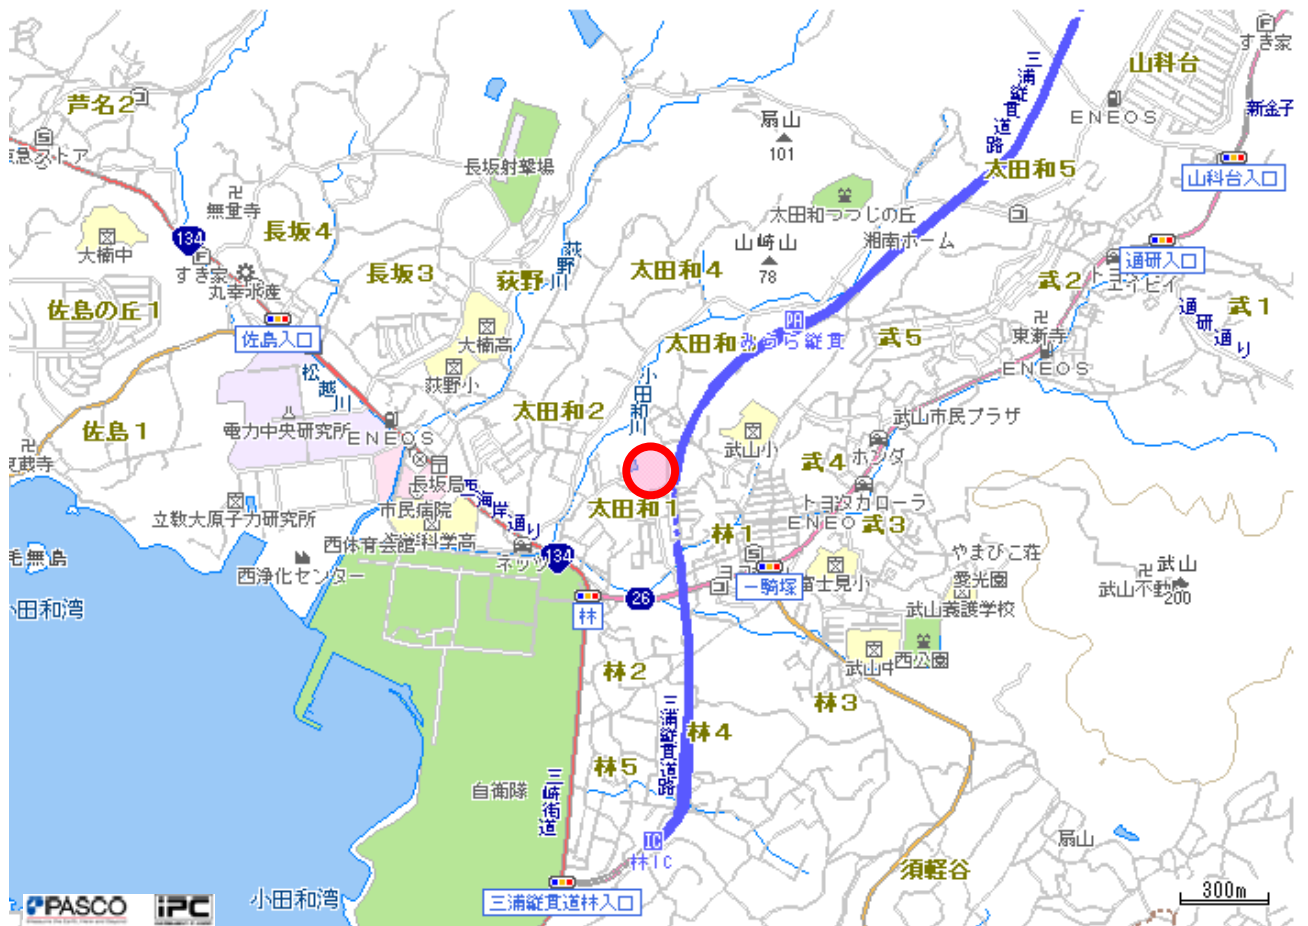 すき家
山科台
ENEOS
新金子
三浦縦貫道路
芦名2
急ストア
扇山
101
長坂射撃場
太田和5
山科台入口
卍
無量寺
太田和つつじの丘
湘南ホーム
大楠中
134
長坂4
すき家
丸幸水産
長坂3
荻野
荻野川
太田和4
山崎山
78
通研入口
トヨエイビイ
武2
武1
通研通り
佐島の丘1
佐島入口
松越川
大楠高
荻野小
PA
みうら縦貫
太田和
武5
卍
東漸寺
ENEOS
小田和川
佐島1
電力中央研究所
ENEOS
太田和2
武山市民プラザ
武山小
ホンダ
武4
卍
蔵寺
長坂局
西海岸通り
市民病院
立教大原子力研究所
太田和1
トヨタカローラ
ENEO
武3
林1
西体育会館
科学高
西浄化センター
ネッツ
134
毛無島
小田和湾
26
林
一騎塚
富士見小
やまびこ荘
愛光園
武山養護学校
卍
武山
武山不動
200
武山中
西公園
林2
林3
三浦縦貫道路
林4
林5
自衛隊
三崎街道
IC
林IC
扇山
須軽谷
三浦縦貫道林入口
小田和湾
300m
PASCO
iPC